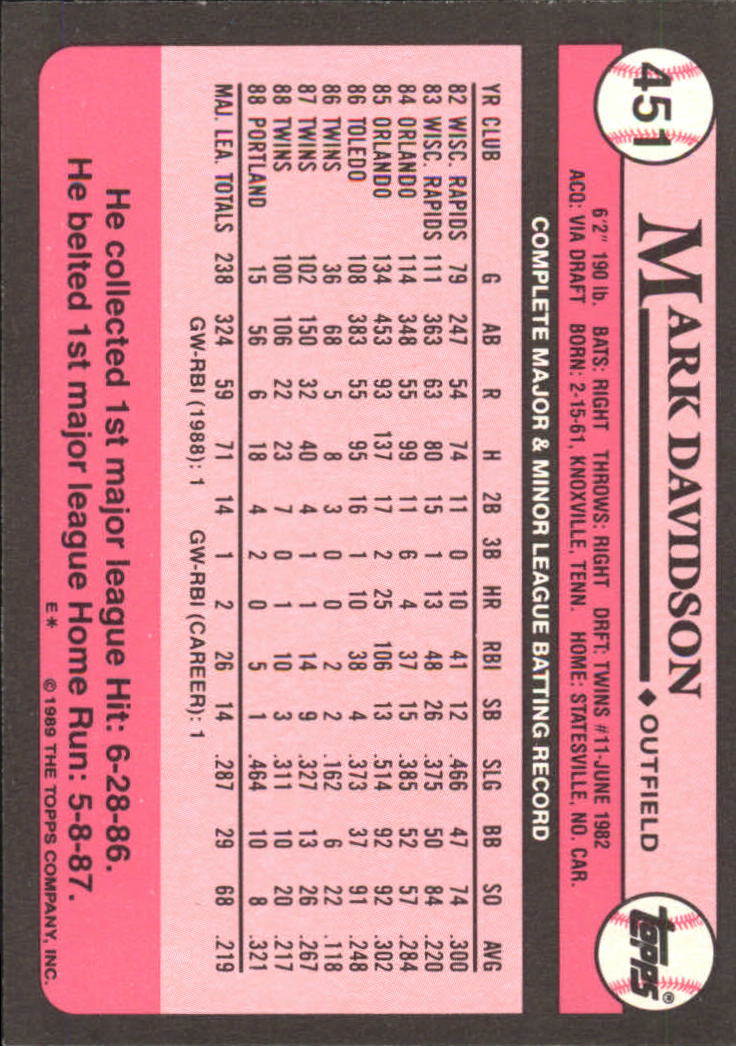 451
MARK DAVIDSON ♦ OUTFIELD
topps®
6'2" 190 lb. BATS: RIGHT THROWS: RIGHT DRFT: TWINS #11-JUNE 1982
ACQ: VIA DRAFT BORN: 2-15-61, KNOXVILLE, TENN. HOME: STATESVILLE, NO. CAR.
COMPLETE MAJOR & MINOR LEAGUE BATTING RECORD
YR CLUB G AB R H 2B 3B HR RBI SB SLG BB SO AVG
82 WISC. RAPIDS 79 247 54 74 11 0 10 41 12 .466 47 74 .300
83 WISC. RAPIDS 111 363 63 80 15 1 13 48 26 .375 50 84 .220
84 ORLANDO 114 348 55 99 11 6 4 37 15 .385 52 57 .284
85 ORLANDO 134 453 93 137 17 2 25 106 13 .514 92 92 .302
86 TOLEDO 108 383 55 95 16 1 10 38 4 .373 37 91 .248
86 TWINS 36 68 5 8 3 0 0 2 2 .162 6 22 .118
87 TWINS 102 150 32 40 4 1 1 14 9 .327 13 26 .267
88 TWINS 100 106 22 23 7 0 1 10 3 .311 10 20 .217
88 PORTLAND 15 56 6 18 4 2 0 5 1 .464 10 8 .321
MAJ. LEA. TOTALS 238 324 59 71 14 1 2 26 14 .287 29 68 .219
GW-RBI (1988): 1 GW-RBI (CAREER): 1
He collected 1st major league Hit: 6-28-86.
He belted 1st major league Home Run: 5-8-87.
E* © 1989 THE TOPPS COMPANY, INC.